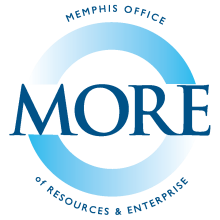 MEMPHIS OFFICE
MORE
of RESOURCES & ENTERPRISE